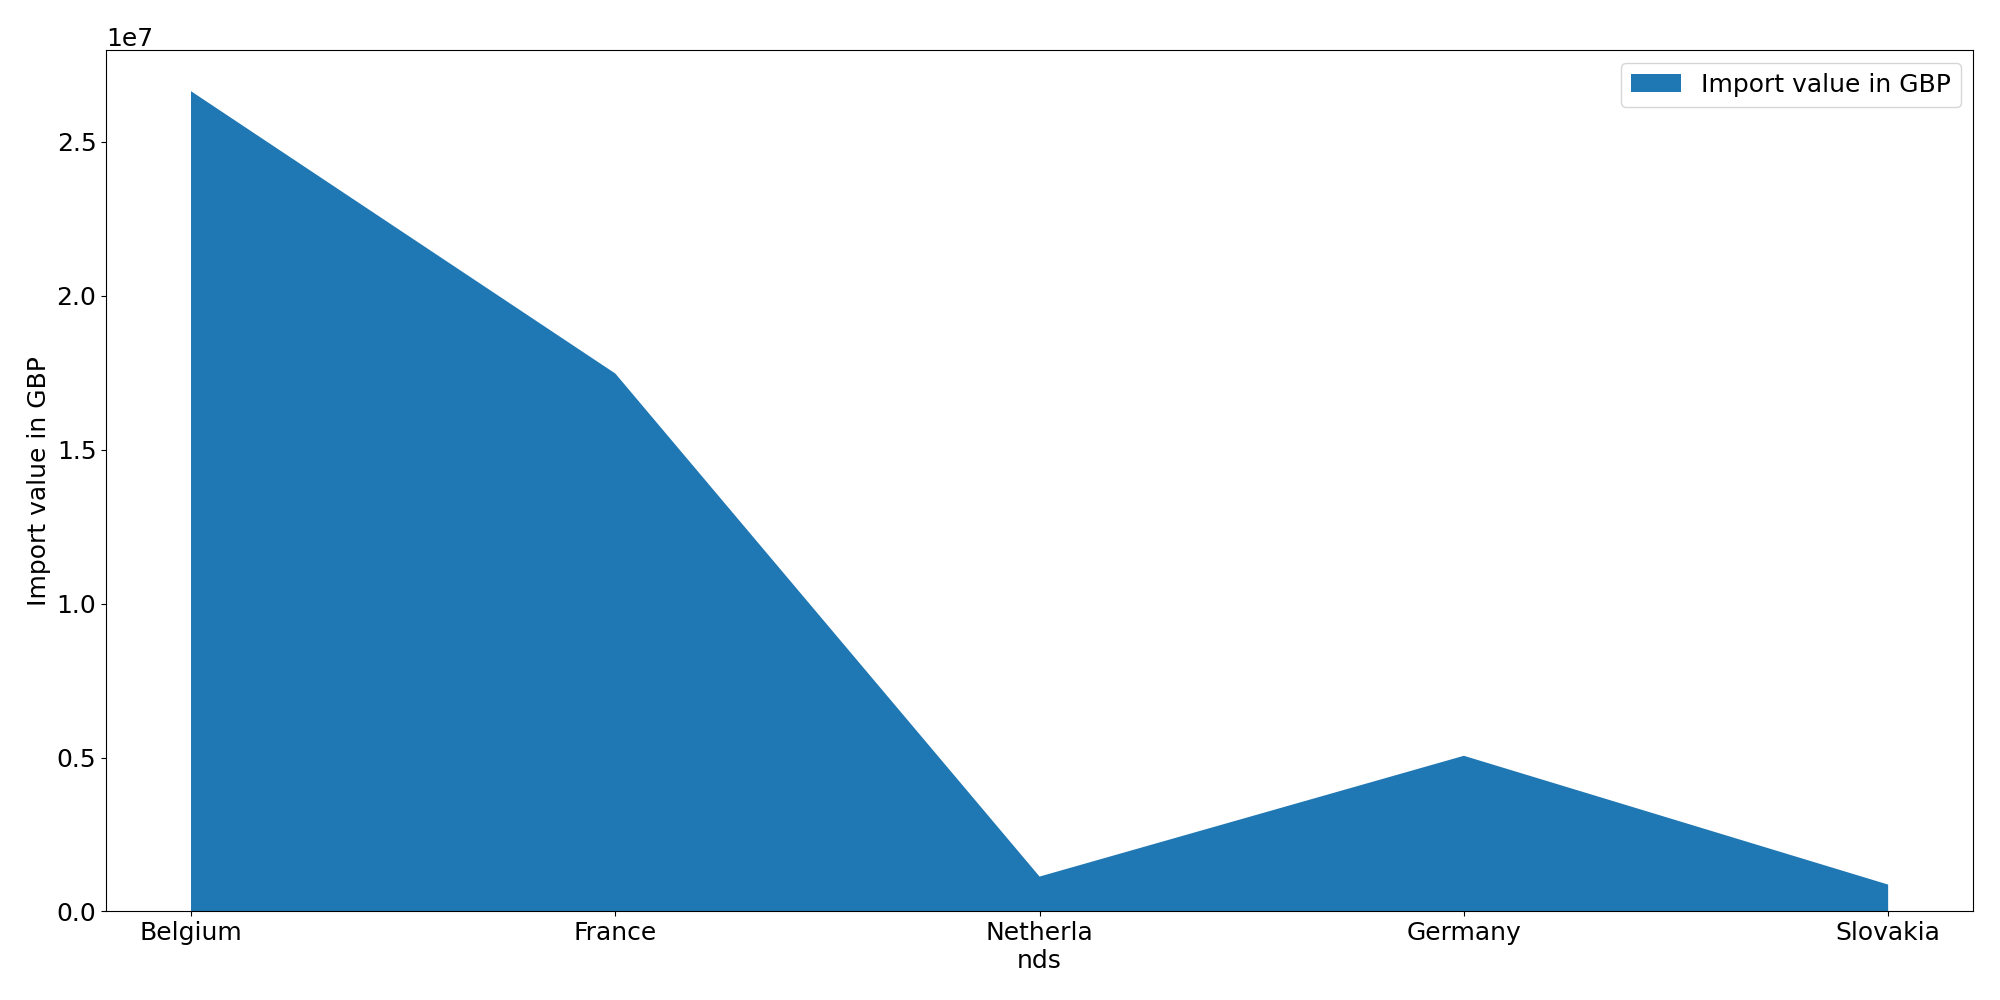 1e7
Import value in GBP
2.5
2.0
1.5
1.0
0.5
0.0
Import value in GBP
Belgium
France
Netherla
nds
Germany
Slovakia